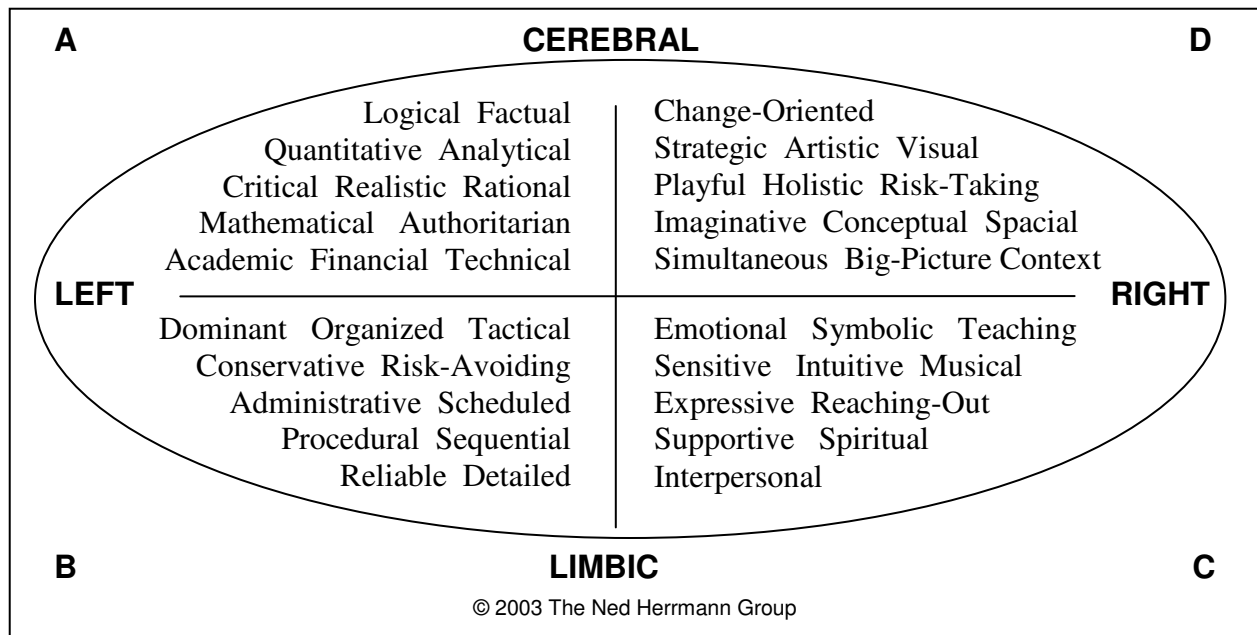 A
CEREBRAL
D
Logical Factual
Quantitative Analytical
Critical Realistic Rational
Mathematical Authoritarian
Academic Financial Technical
Change-Oriented
Strategic Artistic Visual
Playful Holistic Risk-Taking
Imaginative Conceptual Spacial
Simultaneous Big-Picture Context
LEFT
RIGHT
Dominant Organized Tactical
Conservative Risk-Avoiding
Administrative Scheduled
Procedural Sequential
Reliable Detailed
Emotional Symbolic Teaching
Sensitive Intuitive Musical
Expressive Reaching-Out
Supportive Spiritual
Interpersonal
B
LIMBIC
C
© 2003 The Ned Herrmann Group